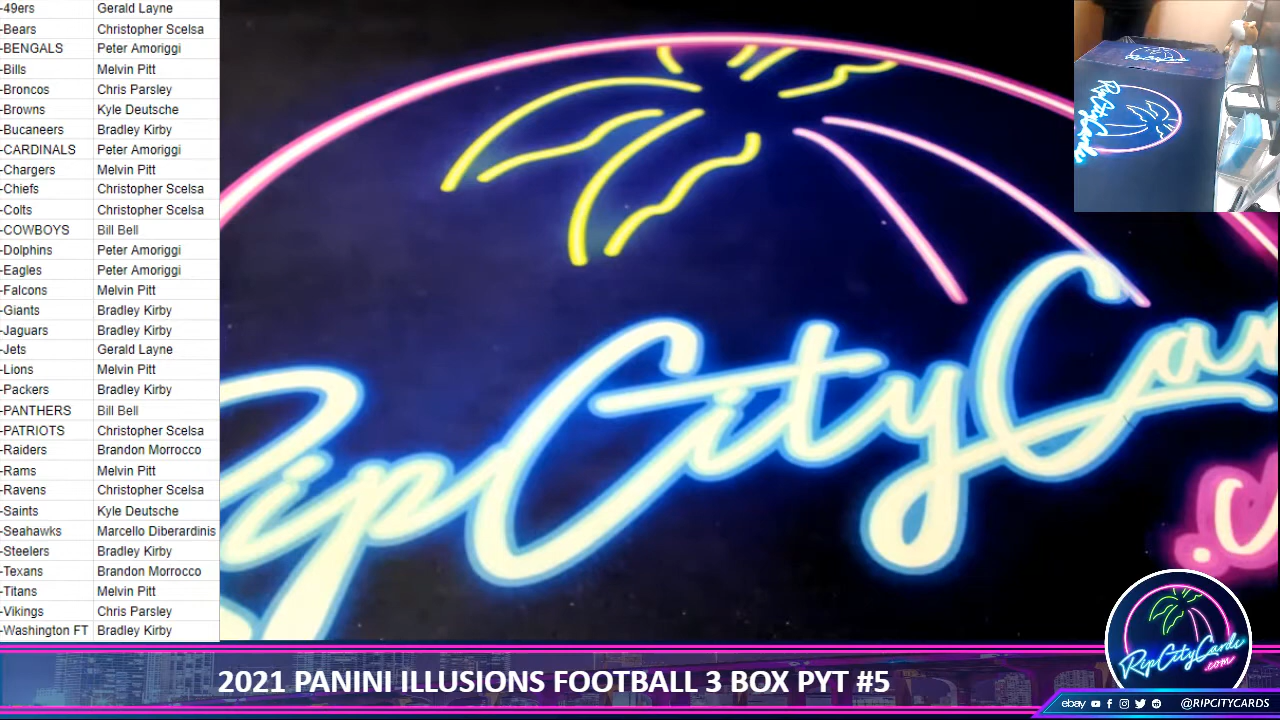 -49ers Gerald Layne
-Bears Christopher Scelsa
-BENGALS Peter Amoriggi
-Bills Melvin Pitt
-Broncos Chris Parsley
-Browns Kyle Deutsche
-Bucaneers Bradley Kirby
-CARDINALS Peter Amoriggi
-Chargers Melvin Pitt
-Chiefs Christopher Scelsa
-Colts Christopher Scelsa
-COWBOYS Bill Bell
-Dolphins Peter Amoriggi
-Eagles Peter Amoriggi
-Falcons Melvin Pitt
-Giants Bradley Kirby
-Jaguars Bradley Kirby
-Jets Gerald Layne
-Lions Melvin Pitt
-Packers Bradley Kirby
-PANTHERS Bill Bell
-PATRIOTS Christopher Scelsa
-Raiders Brandon Morrocco
-Rams Melvin Pitt
-Ravens Christopher Scelsa
-Saints Kyle Deutsche
-Seahawks Marcello Diberardinis
-Steelers Bradley Kirby
-Texans Brandon Morrocco
-Titans Melvin Pitt
-Vikings Chris Parsley
-Washington FT Bradley Kirby
RipCityCar
.c
RipCityCards
RipCityCards
.com
2021 PANINI ILLUSIONS FOOTBALL 3 BOX PYT #5
ebay @RIPCITYCARDS